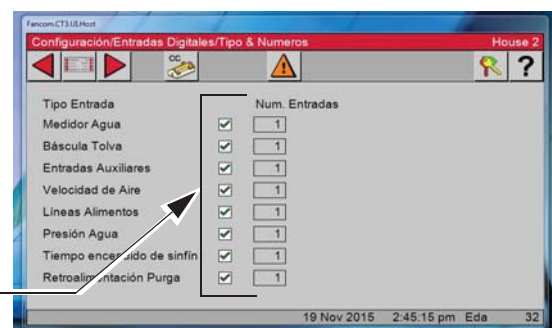 Fancom.CT3.UI.Host
Configuración/Entradas Digitales/Tipo & Numeros House 2
CC
?
Tipo Entrada Num. Entradas
Medidor Agua 1
Báscula Tolva 1
Entradas Auxiliares 1
Velocidad de Aire 1
Líneas Alimentos 1
Presión Agua 1
Tiempo encendido de sinfín 1
Retroalimentación Purga 1
19 Nov 2015 2:45:15 pm Eda 32